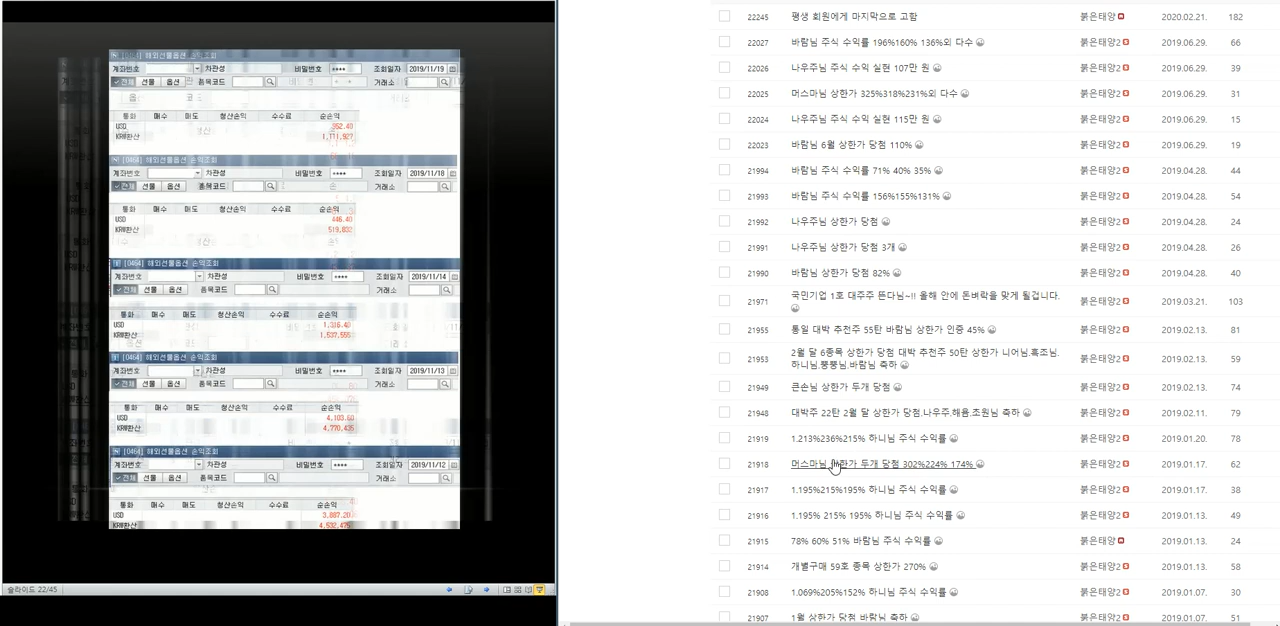 [0464] 해외선물옵션 손익조회
계좌번호 차관성 비밀번호 **** 조회일자 2019/11/19
전체 선물 옵션 품목코드 거래소
통화 매수 매도 청산손익 수수료 순손익
USD 952.40
KRW환산 1,111,927
[0464] 해외선물옵션 손익조회
계좌번호 차관성 비밀번호 **** 조회일자 2019/11/18
전체 선물 옵션 품목코드 거래소
통화 매수 매도 청산손익 수수료 순손익
USD 446.40
KRW환산 519,833
[0464] 해외선물옵션 손익조회
계좌번호 차관성 비밀번호 **** 조회일자 2019/11/14
전체 선물 옵션 품목코드 거래소
통화 매수 매도 청산손익 수수료 순손익
USD 1,316.40
KRW환산 1,537,555
[0464] 해외선물옵션 손익조회
계좌번호 차관성 비밀번호 **** 조회일자 2019/11/13
전체 선물 옵션 품목코드 거래소
통화 매수 매도 청산손익 수수료 순손익
USD 4,103.60
KRW환산 4,770,435
[0464] 해외선물옵션 손익조회
계좌번호 차관성 비밀번호 **** 조회일자 2019/11/12
전체 선물 옵션 품목코드 거래소
통화 매수 매도 청산손익 수수료 순손익
USD 3,887.20
KRW환산 4,532,475
슬라이드 22/45
22245 평생 회원에게 마지막으로 고함 붉은태양 2020.02.21. 182
22027 바람님 주식 수익률 196%160% 136%외 다수 붉은태양2 2019.06.29. 66
22026 나우주님 주식 수익 실현 107만 원 붉은태양2 2019.06.29. 39
22025 머스마님 상한가 325%318%231%외 다수 붉은태양2 2019.06.29. 31
22024 나우주님 주식 수익 실현 115만 원 붉은태양2 2019.06.29. 15
22023 바람님 6월 상한가 당첨 110% 붉은태양2 2019.06.29. 19
21994 바람님 주식 수익률 71% 40% 35% 붉은태양2 2019.04.28. 44
21993 바람님 주식 수익률 156%155%131% 붉은태양2 2019.04.28. 54
21992 나우주님 상한가 당첨 붉은태양2 2019.04.28. 24
21991 나우주님 상한가 당첨 3개 붉은태양2 2019.04.28. 26
21990 바람님 상한가 당첨 82% 붉은태양2 2019.04.28. 40
21971 국민기업 1호 대주주 뜬다님~!! 올해 안에 돈벼락을 맞게 될겁니다. 붉은태양2 2019.03.21. 103
21955 통일 대박 추천주 55탄 바람님 상한가 인증 45% 붉은태양2 2019.02.13. 81
21953 2월 달 6종목 상한가 당첨 대박 추천주 50탄 상한가 니어님.흑조님.
하니님,뿡뿡님,바람님 축하 붉은태양2 2019.02.13. 59
21949 큰손님 상한가 두개 당첨 붉은태양2 2019.02.13. 74
21948 대박주 22탄 2월 달 상한가 당첨.나우주,해음.조원님 축하 붉은태양2 2019.02.11. 79
21919 1.213%236%215% 하니님 주식 수익률 붉은태양2 2019.01.20. 78
21918 머스마님 상한가 두개 당첨 302%224% 174% 붉은태양2 2019.01.17. 62
21917 1.195%215%195% 하니님 주식 수익률 붉은태양2 2019.01.17. 38
21916 1.195% 215% 195% 하니님 주식 수익률 붉은태양2 2019.01.13. 49
21915 78% 60% 51% 바람님 주식 수익률 붉은태양 2019.01.13. 24
21914 개별구매 59호 종목 상한가 270% 붉은태양2 2019.01.13. 58
21908 1.069%205%152% 하니님 주식 수익률 붉은태양2 2019.01.07. 30
21907 1월 상한가 당첨 바람님 축하 붉은태양2 2019.01.07. 51